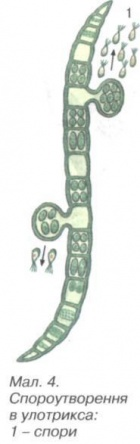 1
Мал. 4.
Спороутворення
в улотрикса:
1 – спори